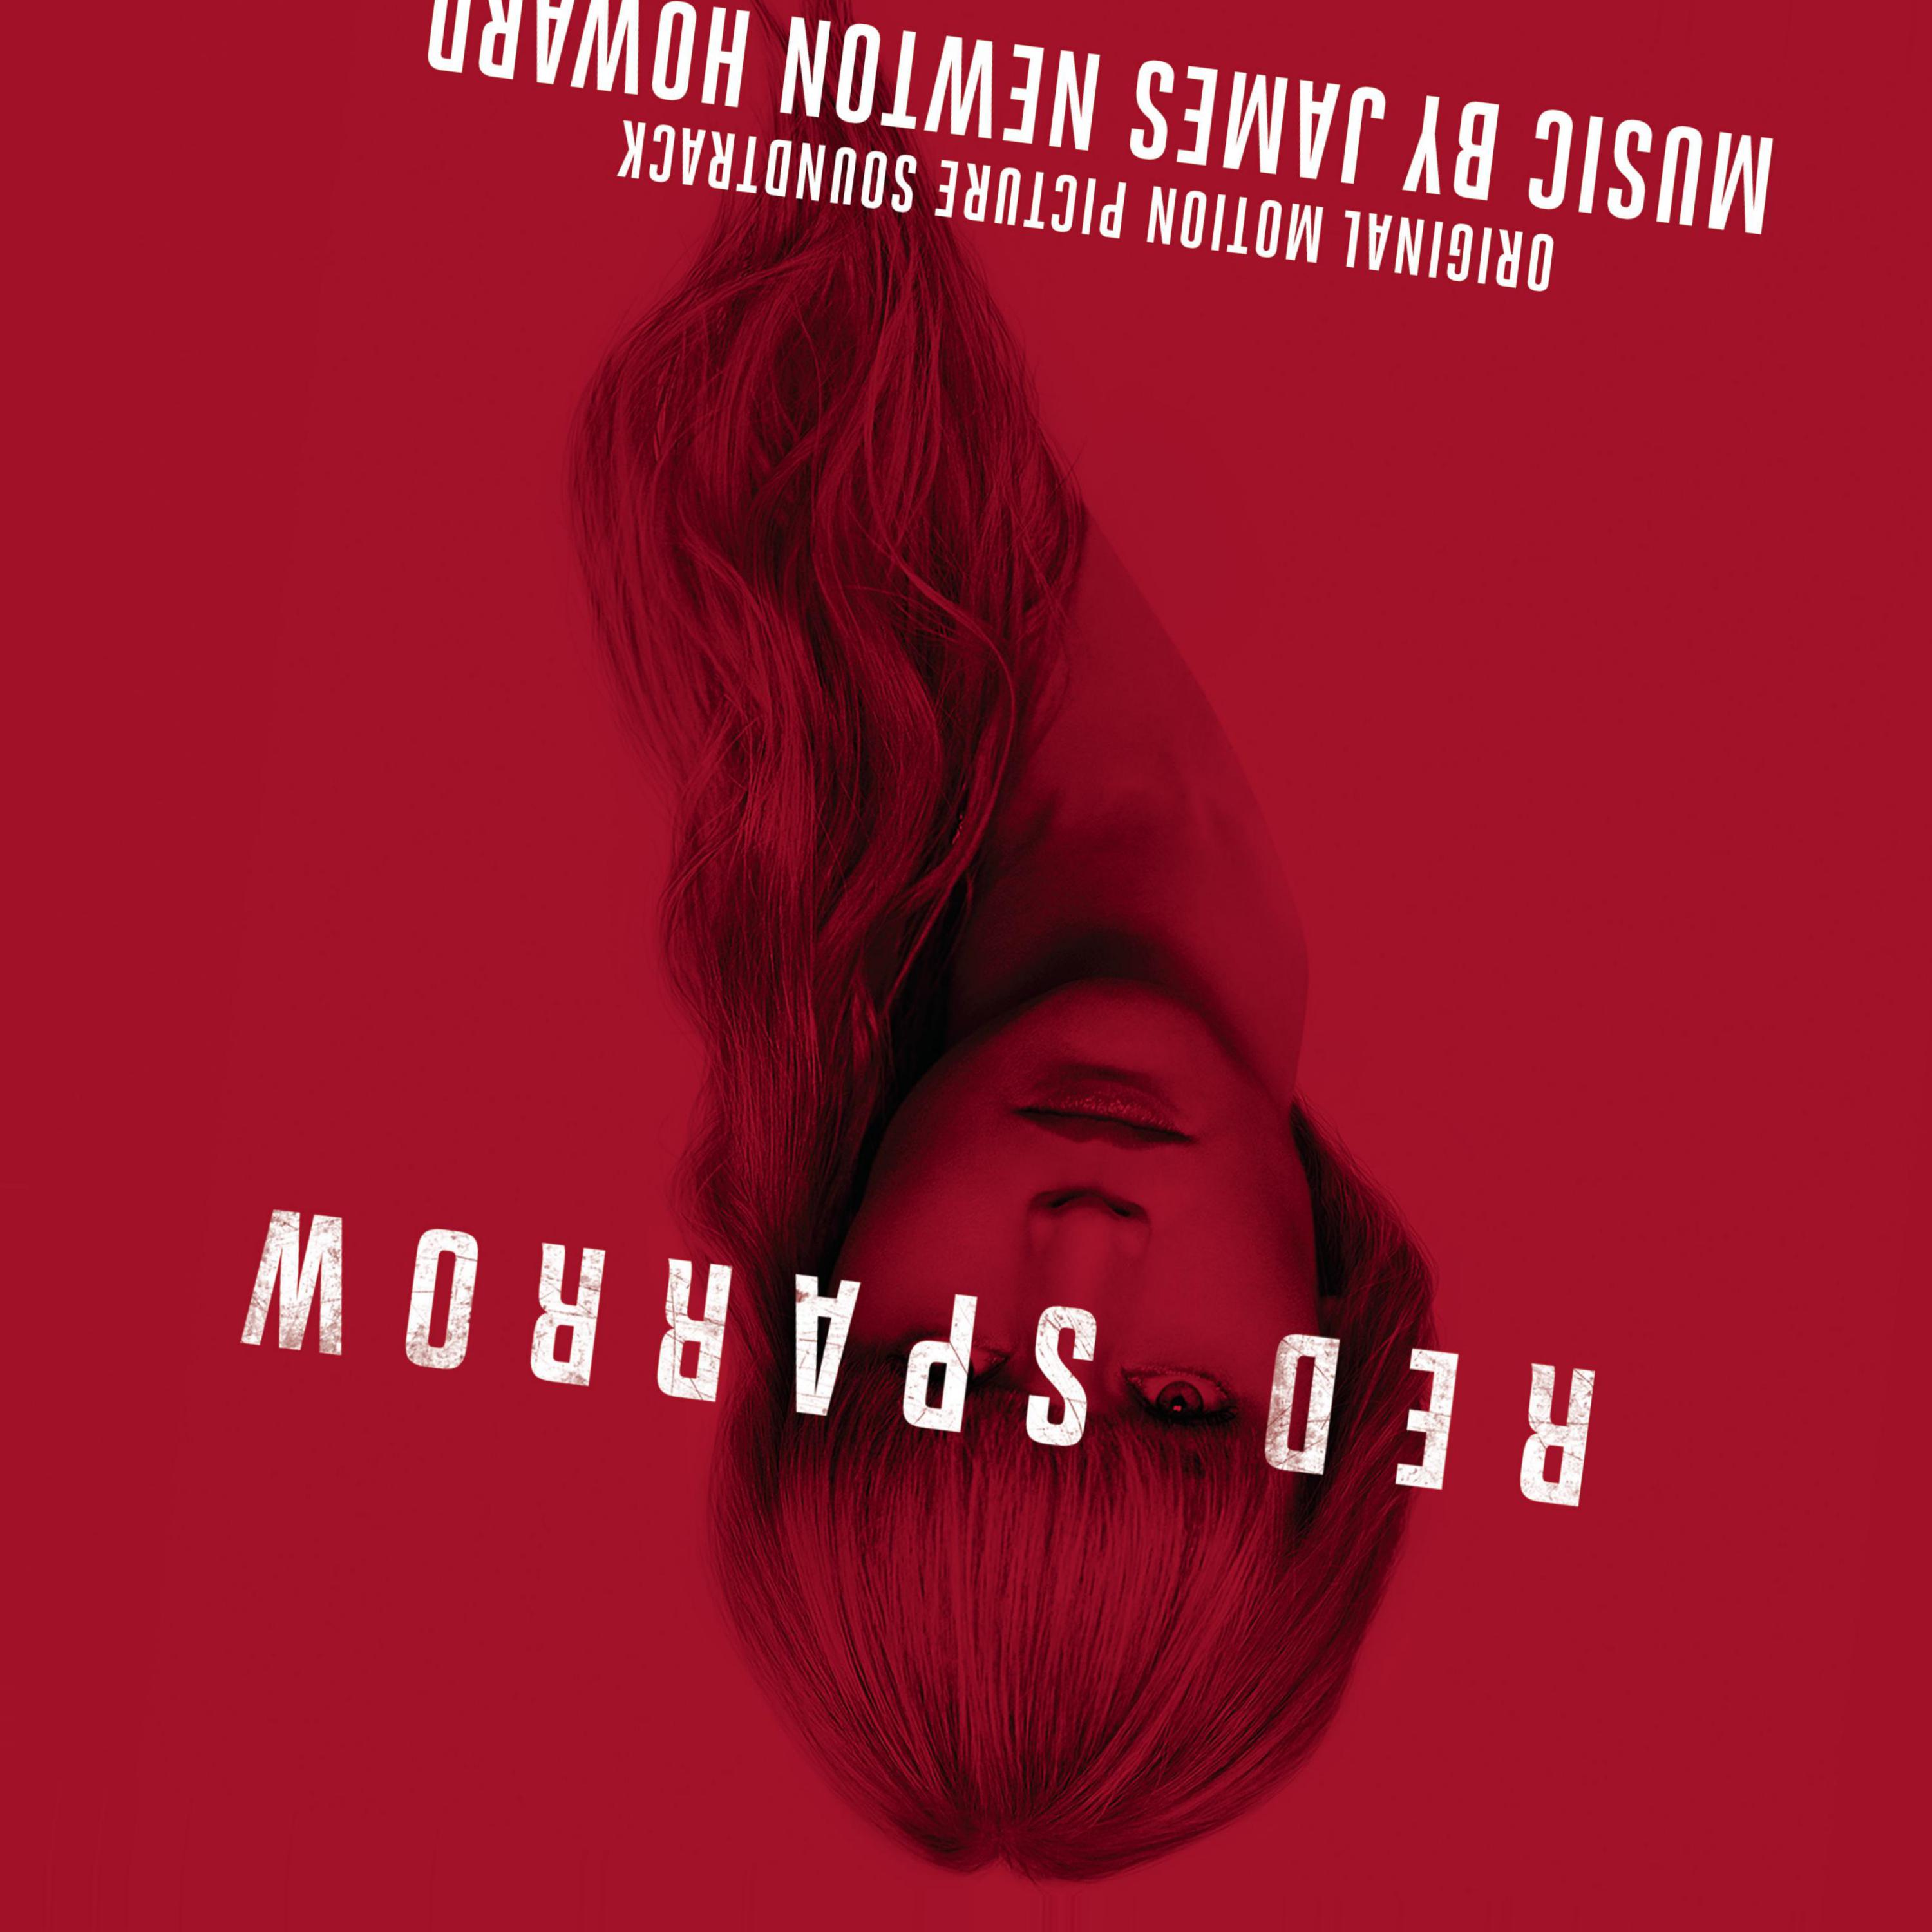 RED SPARROW
ORIGINAL MOTION PICTURE SOUNDTRACK
MUSIC BY JAMES NEWTON HOWARD